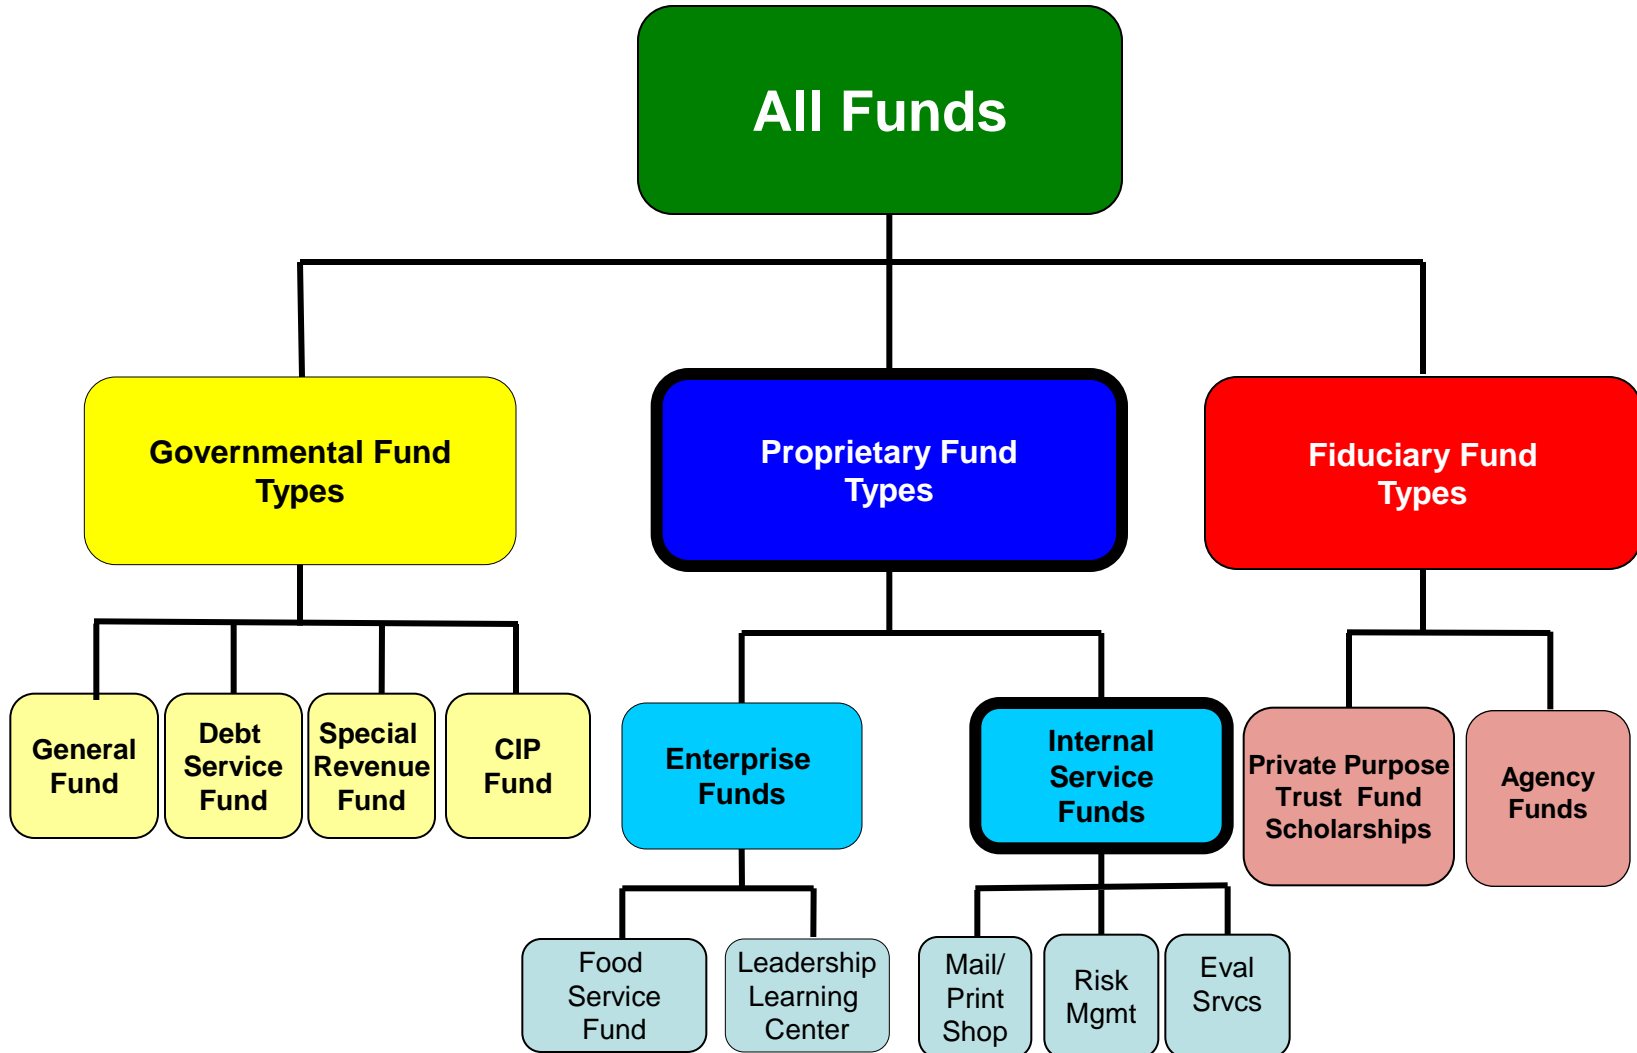 All Funds
Governmental Fund
Types
Proprietary Fund
Types
Fiduciary Fund
Types
General
Fund
Debt
Service
Fund
Special
Revenue
Fund
CIP
Fund
Enterprise
Funds
Internal
Service
Funds
Private Purpose
Trust Fund
Scholarships
Agency
Funds
Food
Service
Fund
Leadership
Learning
Center
Mail/
Print
Shop
Risk
Mgmt
Eval
Srvcs